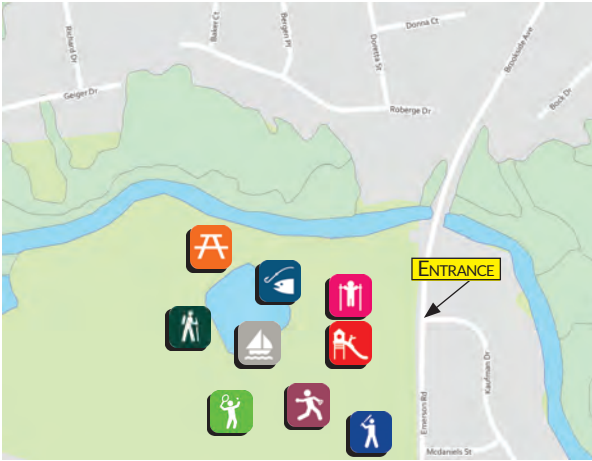 Baker Ct
Bergen Pl
Donna Ct
Richard Dr
Doretta St
Brookside Ave
Geiger Dr
Bock Dr
Roberge Dr
ENTRANCE
Kaufman Dr
Emerson Rd
Mcdaniels St